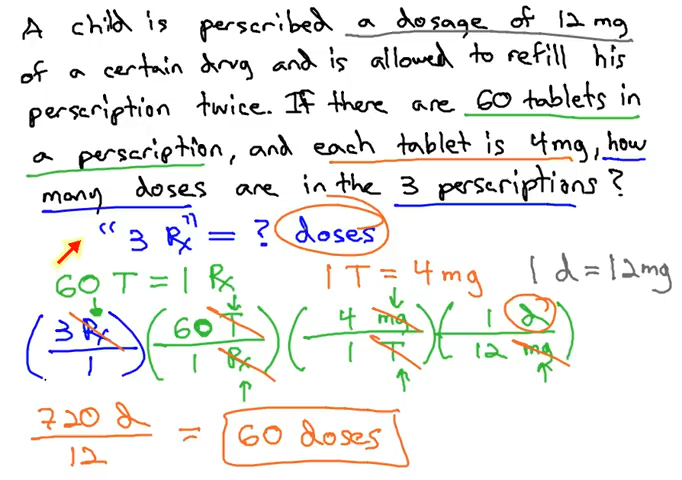 A child is perscribed a dosage of 12 mg
of a certain drug and is allowed to refill his
perscription twice. If there are 60 tablets in
a perscription, and each tablet is 4mg, how
many doses are in the 3 perscriptions?
"3 Rx" = ? doses
60 T = 1 Rx 1 T = 4 mg 1 d = 12mg
(3 Rx / 1) (60 T / 1 Rx) (4 mg / 1 T) (1 d / 12 mg)
720 d / 12 = 60 doses